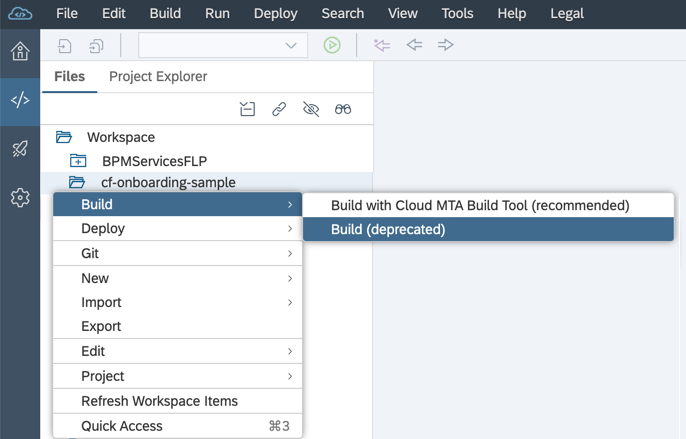 File Edit Build Run Deploy Search View Tools Help Legal
Files Project Explorer
Workspace
BPMServicesFLP
cf-onboarding-sample
Build
Build with Cloud MTA Build Tool (recommended)
Deploy
Build (deprecated)
Git
New
Import
Export
Edit
Project
Refresh Workspace Items
Quick Access ⌘3